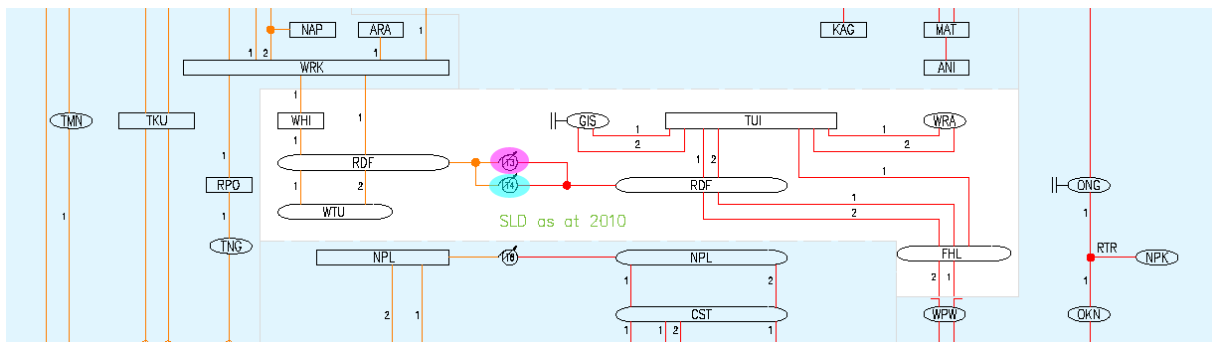 NAP ARA KAG MAT
1 2 1 1
WRK ANI
1 1
TMN TKU WHI GIS TUI WRA
1 2 1 2
1 1 2
RDF T3
1 RPO 1 2 T4 RDF ONG
WTU 1 2
1 1 SLD as at 2010 1
TNG NPL NPL FHL RTR NPK
1 2 2 1
2 1 CST WPW OKN
1 1 2 1 1